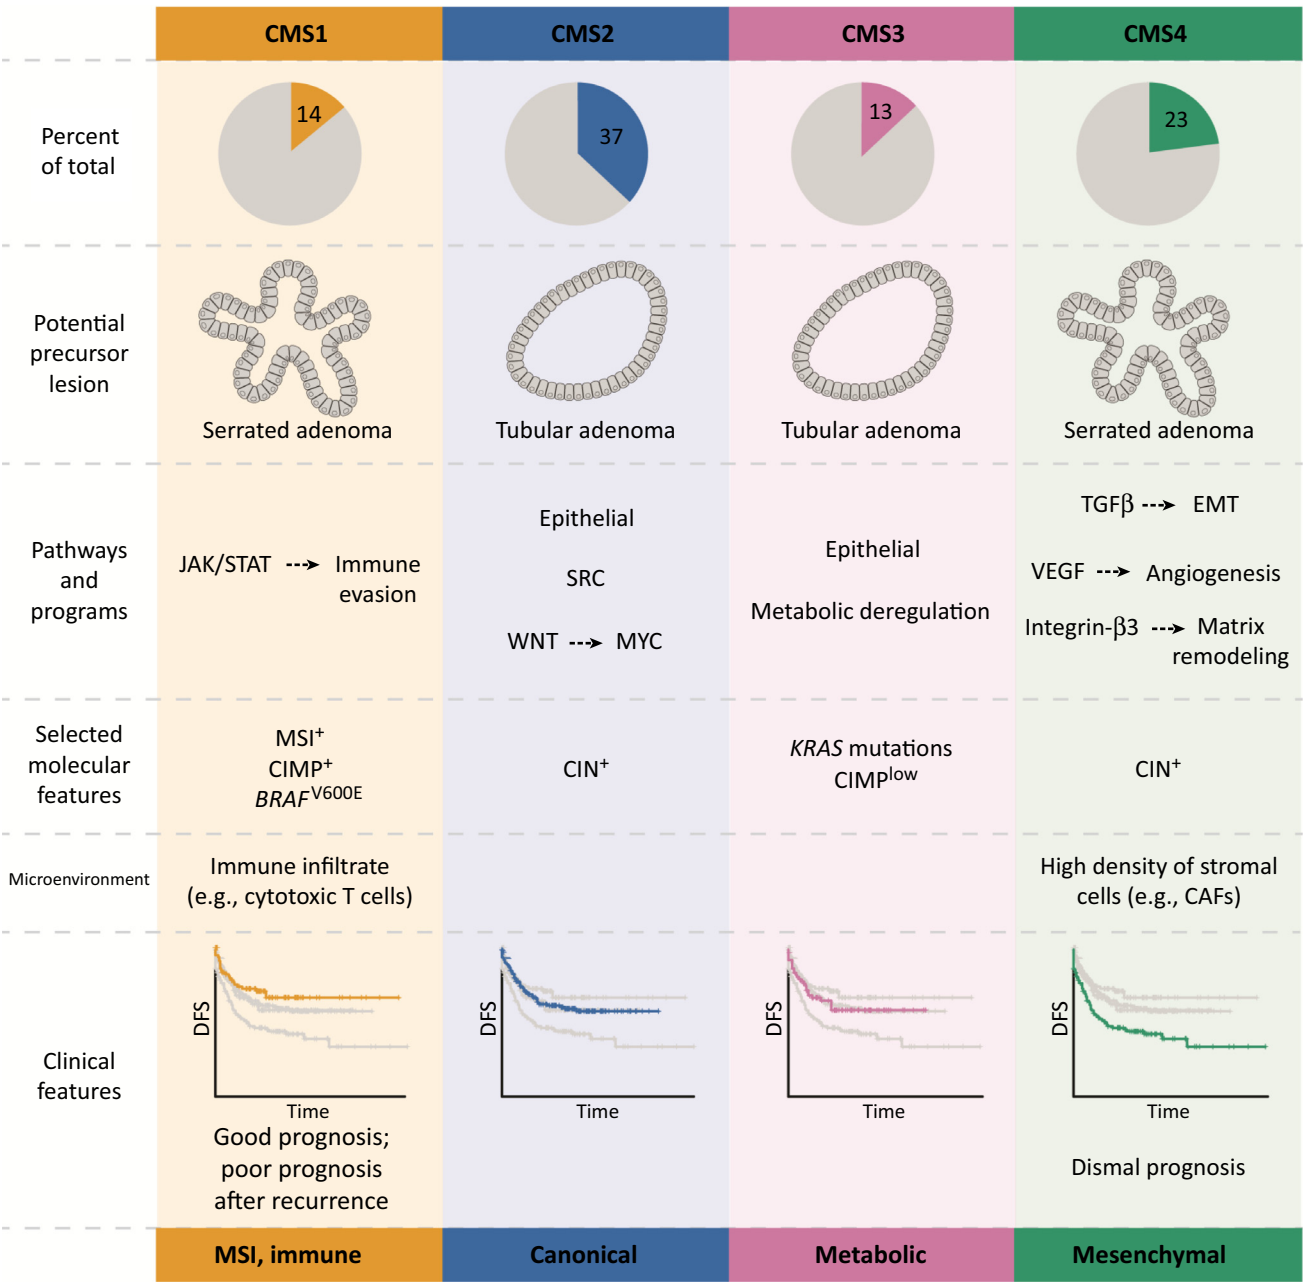 CMS1 CMS2 CMS3 CMS4
Percent
of total
14 37 13 23
Potential
precursor
lesion
Serrated adenoma Tubular adenoma Tubular adenoma Serrated adenoma
Pathways
and
programs
JAK/STAT Immune
evasion
Epithelial
SRC
WNT MYC
Epithelial
Metabolic deregulation
TGFβ EMT
VEGF Angiogenesis
Integrin-β3 Matrix
remodeling
Selected
molecular
features
MSI⁺
CIMP⁺
BRAF^V600E
CIN⁺
KRAS mutations
CIMP^low
CIN⁺
Microenvironment
Immune infiltrate
(e.g., cytotoxic T cells)
High density of stromal
cells (e.g., CAFs)
Clinical
features
DFS
Time
Good prognosis;
poor prognosis
after recurrence
DFS
Time
DFS
Time
DFS
Time
Dismal prognosis
MSI, immune Canonical Metabolic Mesenchymal